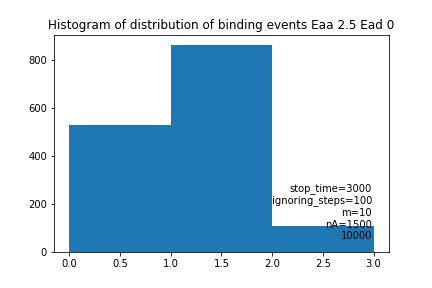 Histogram of distribution of binding events Eaa 2.5 Ead 0
800
600
400
200
0
stop_time=3000
ignoring_steps=100
m=10
nA=1500
10000
0.0 0.5 1.0 1.5 2.0 2.5 3.0